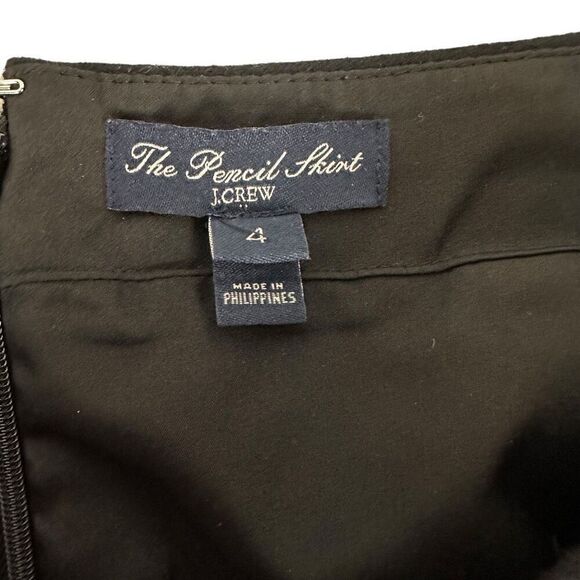 The Pencil Skirt
J.CREW
4
MADE IN
PHILIPPINES